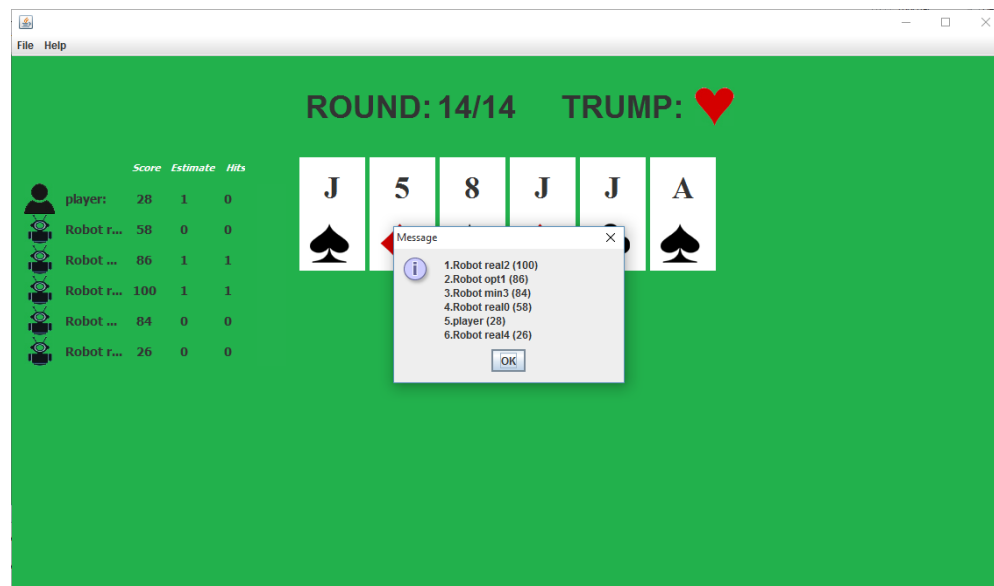 File Help
ROUND: 14/14 TRUMP:
Score Estimate Hits
player: 28 1 0
Robot r... 58 0 0
Robot ... 86 1 1
Robot r... 100 1 1
Robot ... 84 0 0
Robot r... 26 0 0
J 5 8 J J A
Message
1.Robot real2 (100)
2.Robot opt1 (86)
3.Robot min3 (84)
4.Robot real0 (58)
5.player (28)
6.Robot real4 (26)
OK